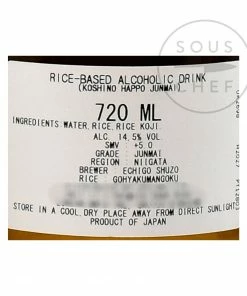 SOUS
CHEF
RICE-BASED ALCOHOLIC DRINK
(KOSHINO HAPPO JUNMAI)
720 ML
INGREDIENTS WATER, RICE, RICE KOJI.
ALC 14.5% VOL
SMV : +5.0
GRADE : JUNMAI
REGION : NIIGATA
BREWER : ECHIGO SHUZO
RICE : GOHYAKUMANGOKU
STORE IN A COOL, DRY PLACE AWAY FROM DIRECT SUNLIGHT
PRODUCT OF JAPAN